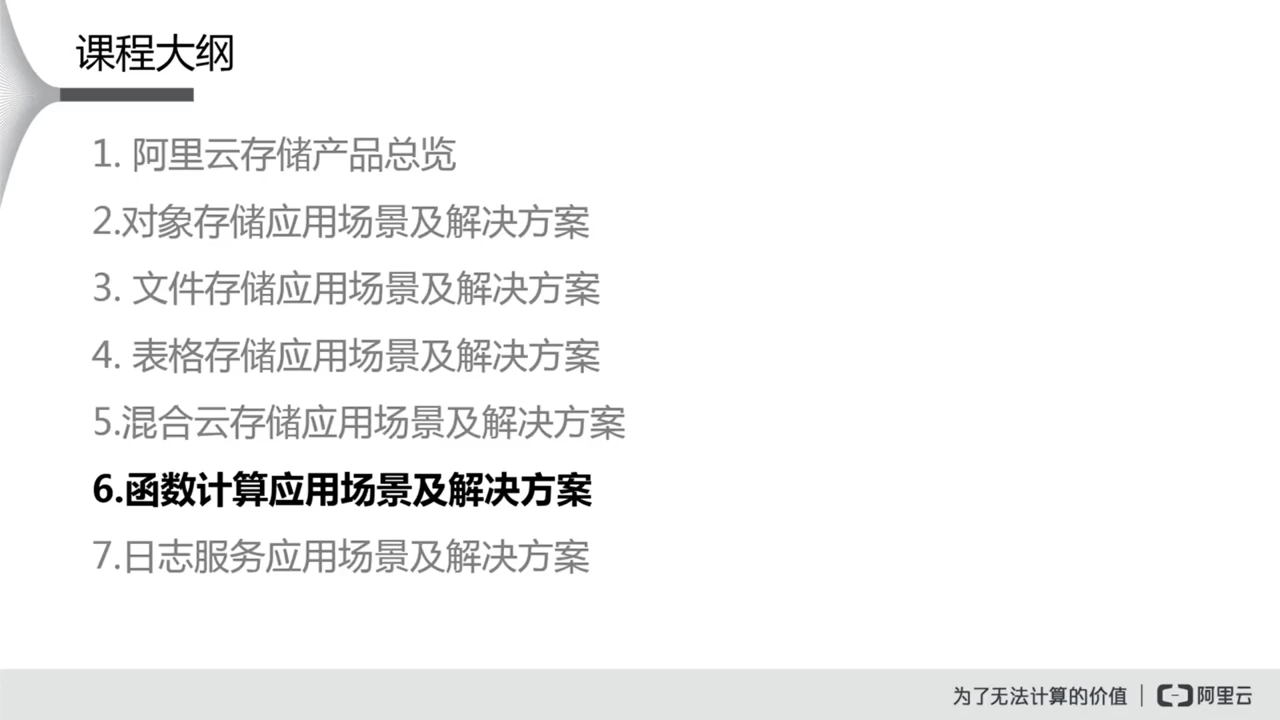 课程大纲
1. 阿里云存储产品总览
2.对象存储应用场景及解决方案
3. 文件存储应用场景及解决方案
4. 表格存储应用场景及解决方案
5.混合云存储应用场景及解决方案
6.函数计算应用场景及解决方案
7.日志服务应用场景及解决方案
为了无法计算的价值 | 阿里云